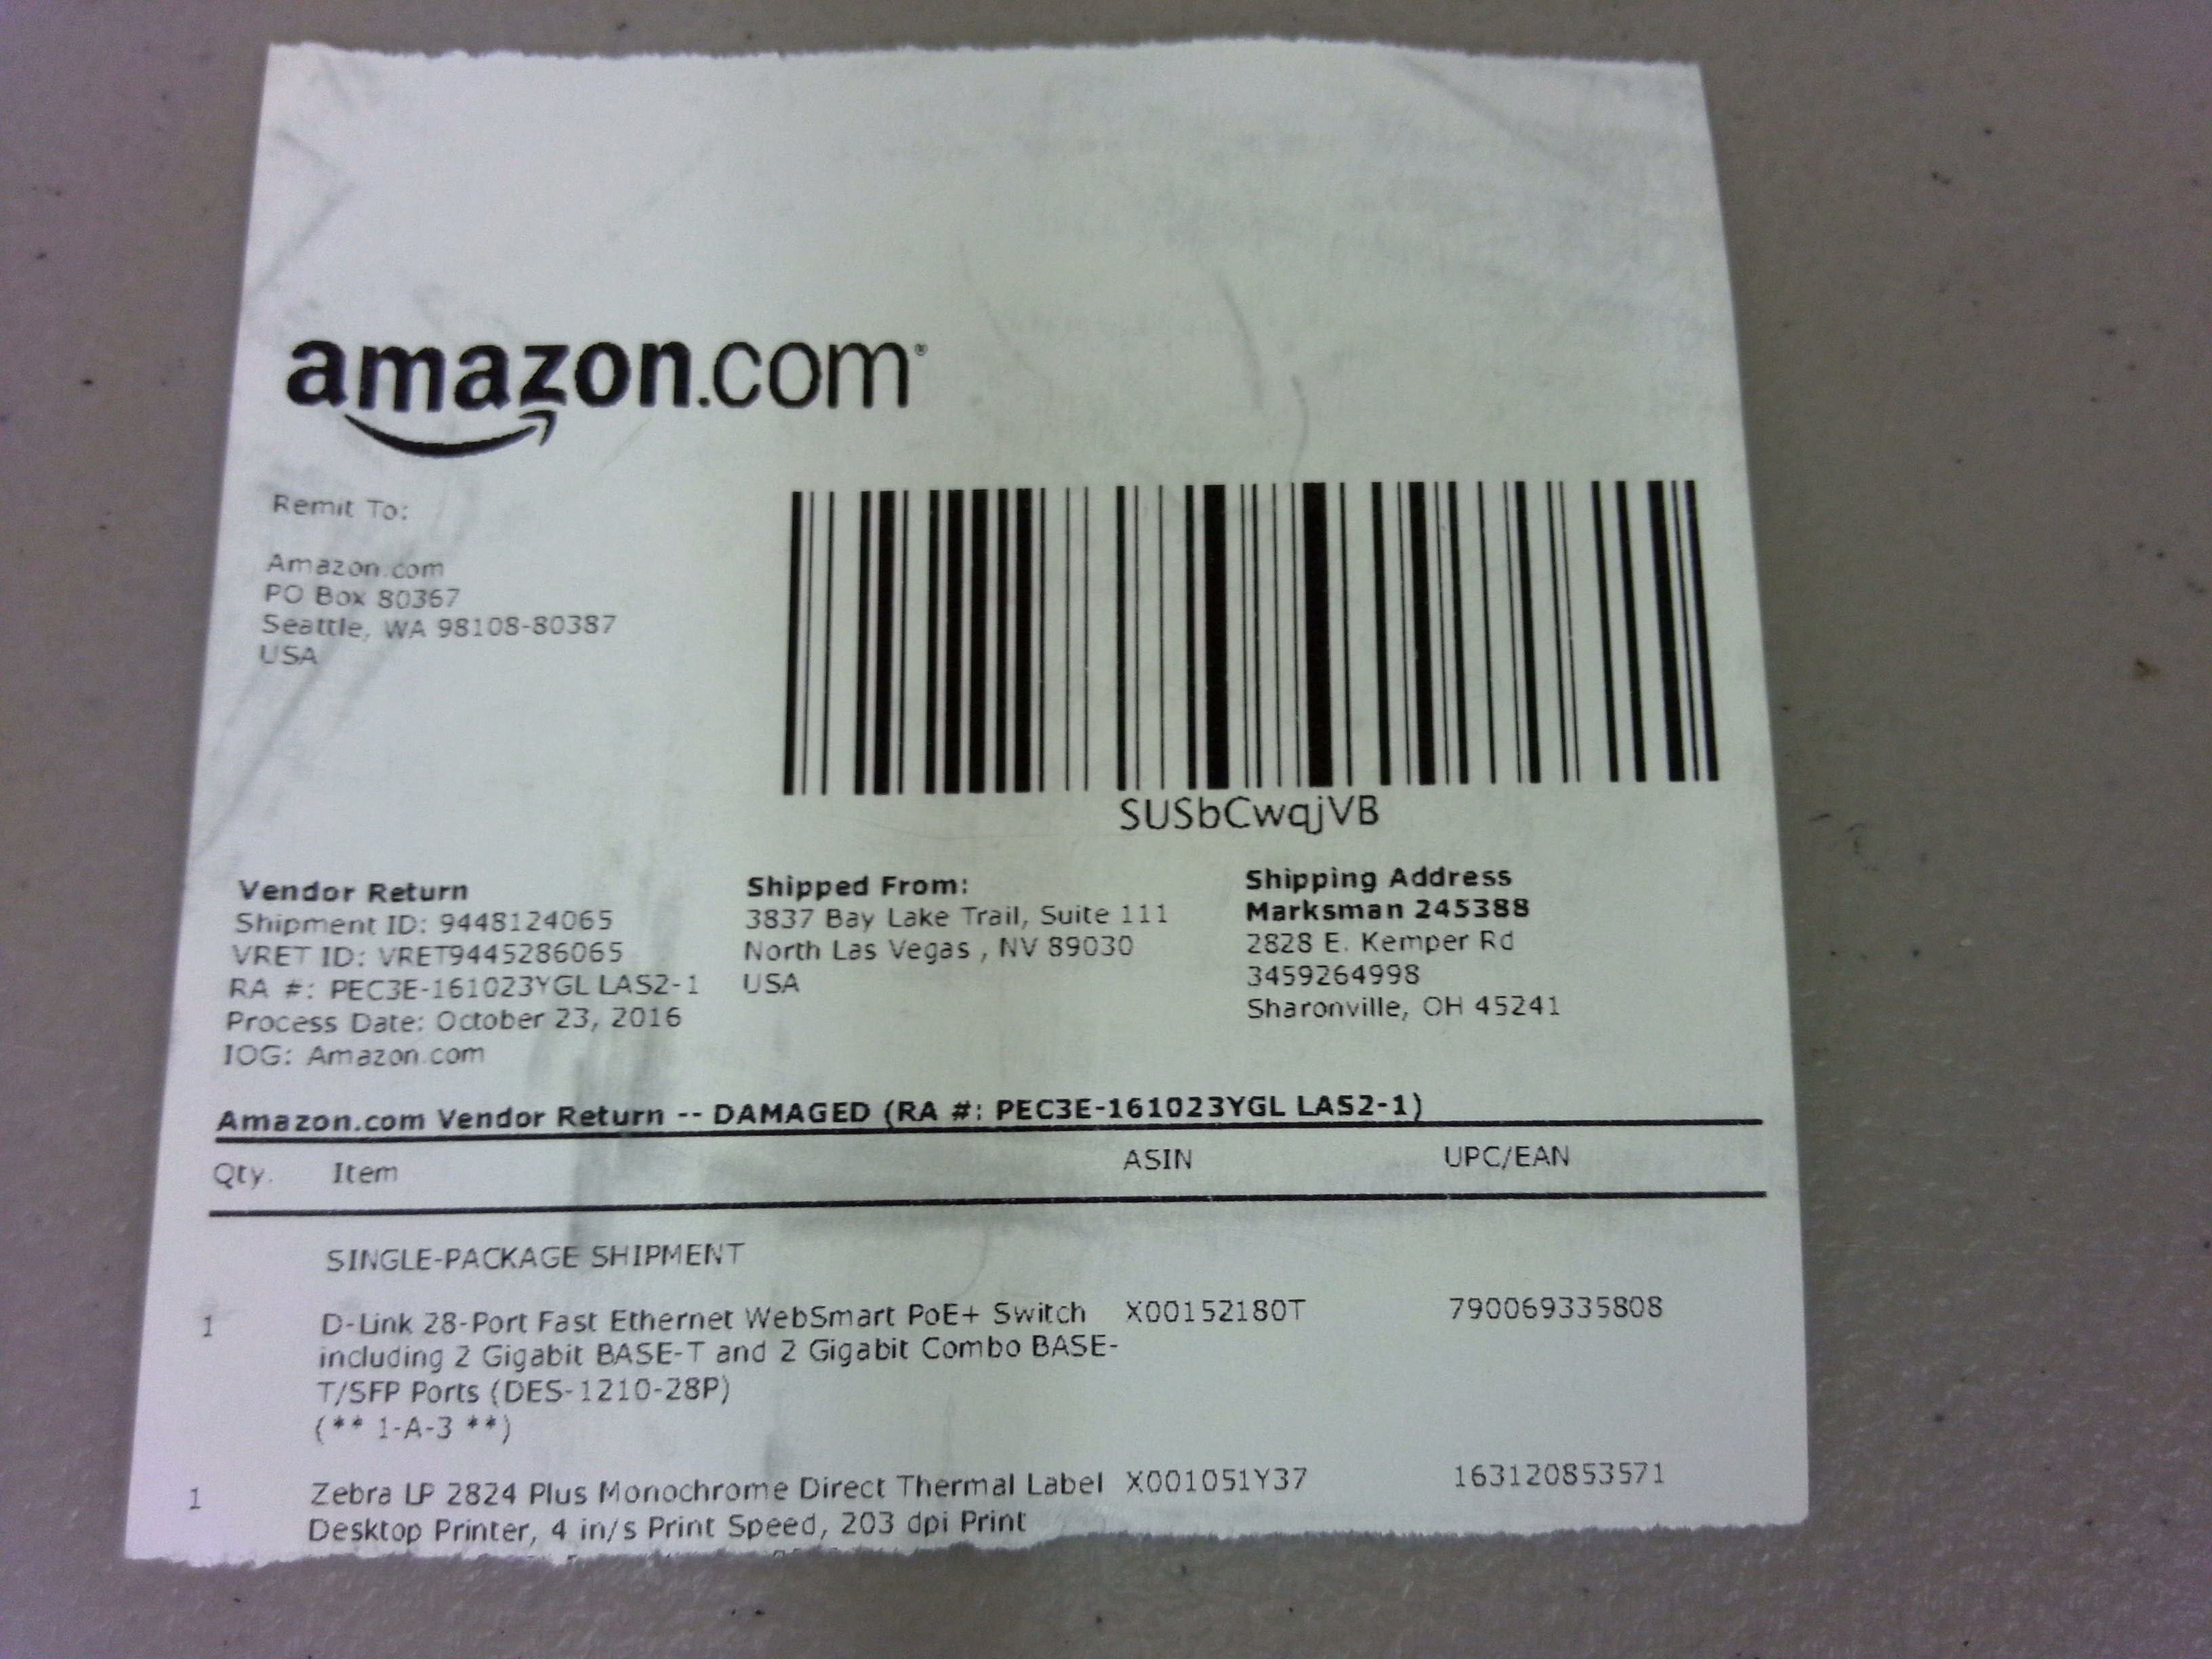 amazon.com
Remit To:
Amazon.com
PO Box 80367
Seattle, WA 98108-80387
USA
SUSbCwqjVB
Vendor Return
Shipment ID: 9448124065
VRET ID: VRET9445286065
RA #: PEC3E-161023YGL LAS2-1
Process Date: October 23, 2016
IOG: Amazon.com
Shipped From:
3837 Bay Lake Trail, Suite 111
North Las Vegas , NV 89030
USA
Shipping Address
Marksman 245388
2828 E. Kemper Rd
3459264998
Sharonville, OH 45241
Amazon.com Vendor Return -- DAMAGED (RA #: PEC3E-161023YGL LAS2-1)
Qty. Item ASIN UPC/EAN
SINGLE-PACKAGE SHIPMENT
1 D-Link 28-Port Fast Ethernet WebSmart PoE+ Switch X00152180T 790069335808
including 2 Gigabit BASE-T and 2 Gigabit Combo BASE-
T/SFP Ports (DES-1210-28P)
(** 1-A-3 **)
1 Zebra LP 2824 Plus Monochrome Direct Thermal Label X001051Y37 163120853571
Desktop Printer, 4 in/s Print Speed, 203 dpi Print